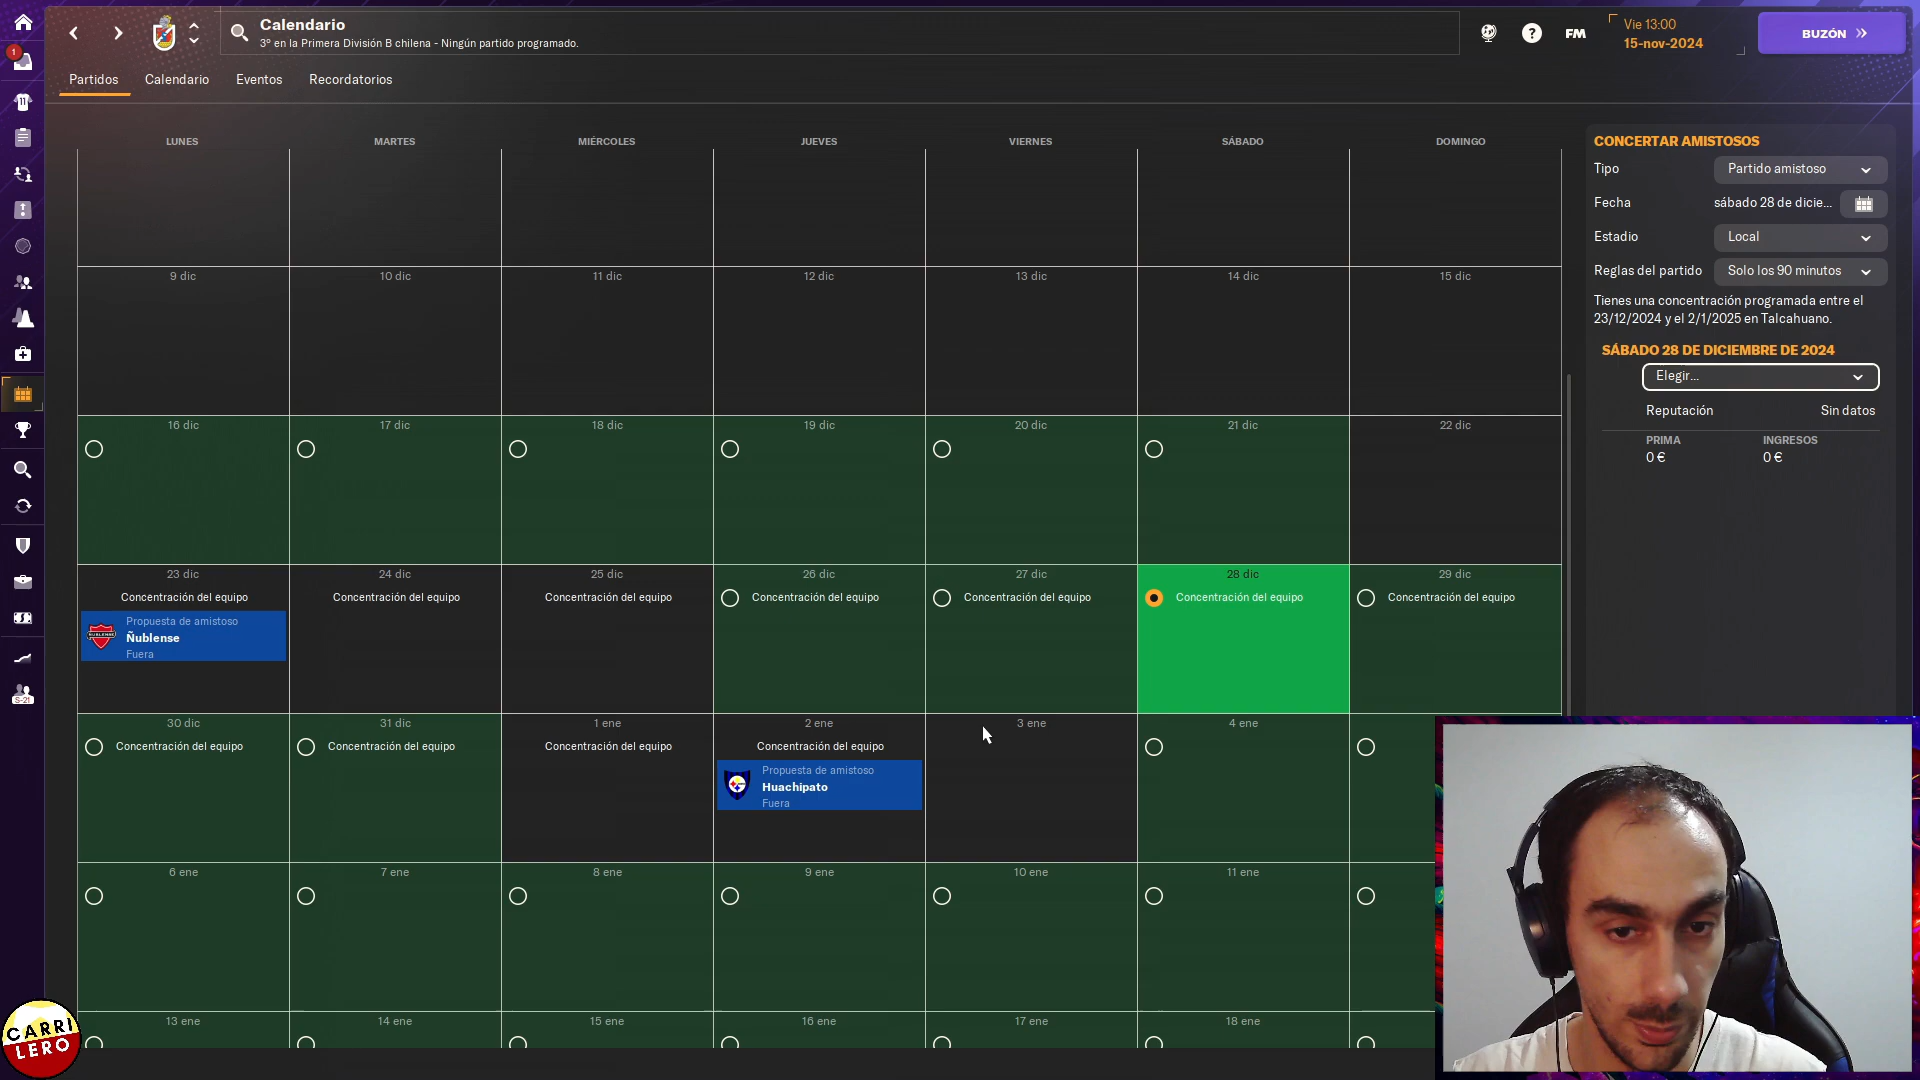 Calendario
3º en la Primera División B chilena - Ningún partido programado.
FM
Vie 13:00
15-nov-2024
BUZÓN
1
11
Partidos
Calendario
Eventos
Recordatorios
LUNES
MARTES
MIÉRCOLES
JUEVES
VIERNES
SÁBADO
DOMINGO
9 dic
10 dic
11 dic
12 dic
13 dic
14 dic
15 dic
16 dic
17 dic
18 dic
19 dic
20 dic
21 dic
22 dic
23 dic
24 dic
25 dic
26 dic
27 dic
28 dic
29 dic
Concentración del equipo
Concentración del equipo
Concentración del equipo
Concentración del equipo
Concentración del equipo
Concentración del equipo
Concentración del equipo
Propuesta de amistoso
Ñublense
Fuera
30 dic
31 dic
1 ene
2 ene
3 ene
4 ene
Concentración del equipo
Concentración del equipo
Concentración del equipo
Concentración del equipo
Propuesta de amistoso
Huachipato
Fuera
6 ene
7 ene
8 ene
9 ene
10 ene
11 ene
13 ene
14 ene
15 ene
16 ene
17 ene
18 ene
CONCERTAR AMISTOSOS
Tipo
Partido amistoso
Fecha
sábado 28 de dicie...
Estadio
Local
Reglas del partido
Solo los 90 minutos
Tienes una concentración programada entre el
23/12/2024 y el 2/1/2025 en Talcahuano.
SÁBADO 28 DE DICIEMBRE DE 2024
Elegir...
Reputación
Sin datos
PRIMA
INGRESOS
0 €
0 €
S-21
CARRI
LERO